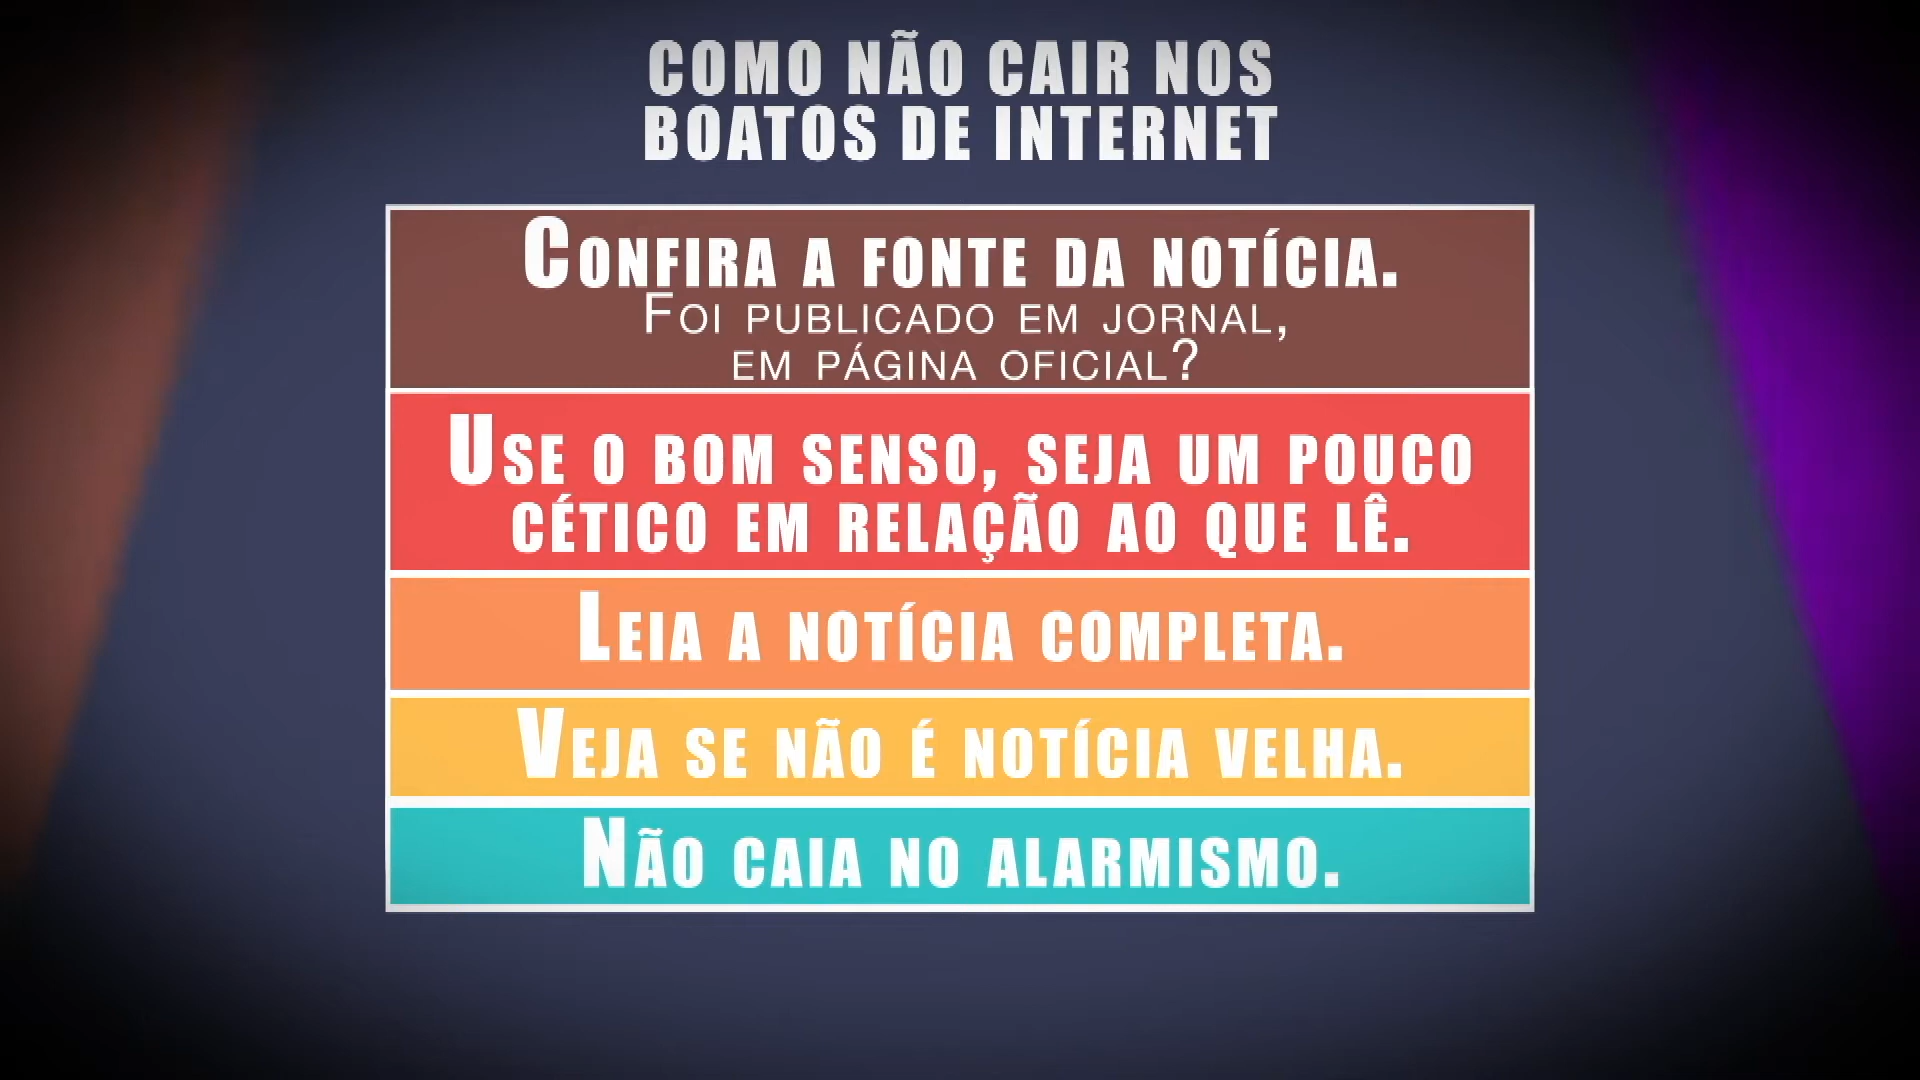 COMO NÃO CAIR NOS
BOATOS DE INTERNET
CONFIRA A FONTE DA NOTÍCIA.
FOI PUBLICADO EM JORNAL,
EM PÁGINA OFICIAL?
USE O BOM SENSO, SEJA UM POUCO
CÉTICO EM RELAÇÃO AO QUE LÊ.
LEIA A NOTÍCIA COMPLETA.
VEJA SE NÃO É NOTÍCIA VELHA.
NÃO CAIA NO ALARMISMO.